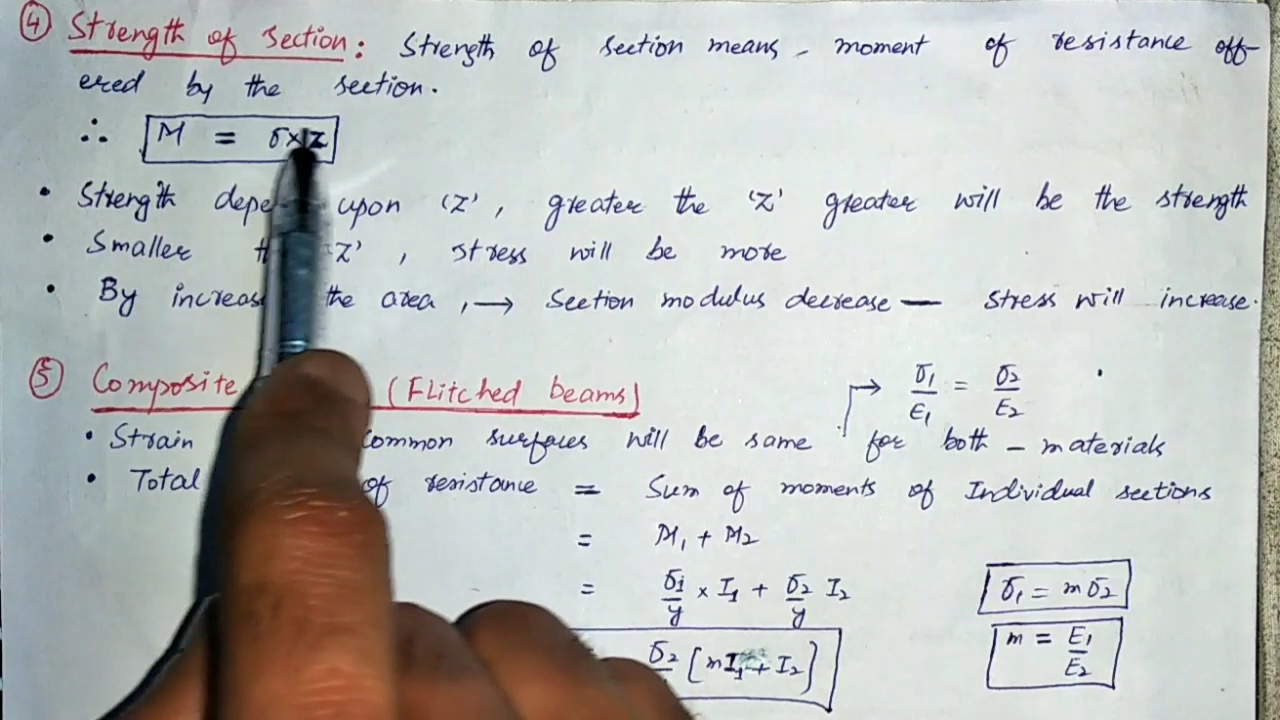 ④ Strength of section: Strength of section means - moment of resistance off-
ered by the section.
∴ M = σ×z
• Strength upon 'Z', greater the 'Z' greater will be the strength
• Smaller Z', stress will be more
• By the area, → section modulus decrease — stress will increase.
⑤ Composite (Flitched beams)
σ1/E1 = σ2/E2
• Strain common surfaces will be same for both - materials
• Total of resistance = Sum of moments of Individual sections
= M1 + M2
= σ1/y × I1 + σ2/y I2
σ1 = mσ2
σ2 [mI1 + I2]
m = E1/E2